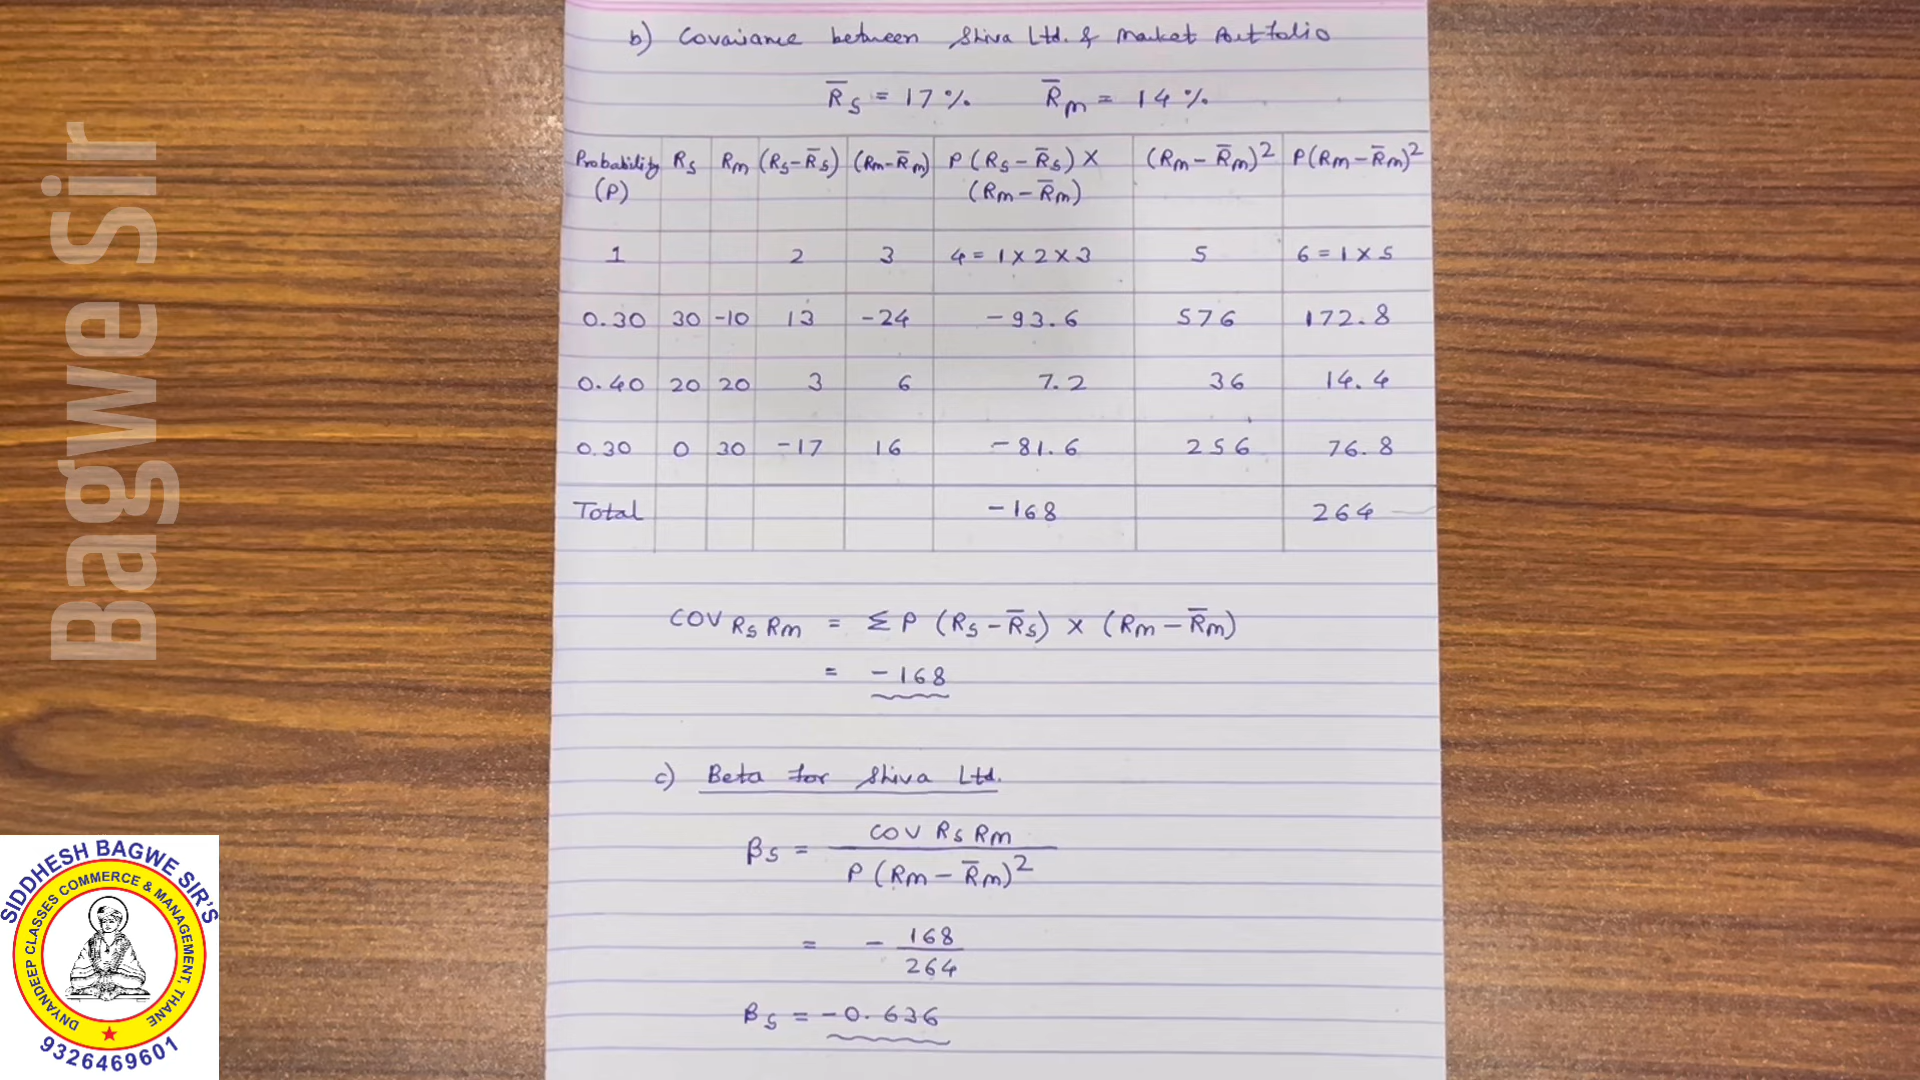 b) Covariance between Shiva Ltd. & Market Portfolio
R̅s = 17% R̅m = 14%
Probability (P) Rs Rm (Rs-R̅s) (Rm-R̅m) P(Rs-R̅s) x (Rm-R̅m) (Rm-R̅m)² P(Rm-R̅m)²
1 2 3 4 = 1 x 2 x 3 5 6 = 1 x 5
0.30 30 -10 13 -24 -93.6 576 172.8
0.40 20 20 3 6 7.2 36 14.4
0.30 0 30 -17 16 -81.6 256 76.8
Total -168 264
COV Rs Rm = Σ P (Rs-R̅s) x (Rm-R̅m)
= -168
c) Beta for Shiva Ltd.
βs = COV Rs Rm / P(Rm-R̅m)²
= - 168 / 264
βs = -0.636
Bagwe Sir
SIDDHESH BAGWE SIR'S
DNYANDEEP CLASSES COMMERCE & MANAGEMENT, THANE
9326469601